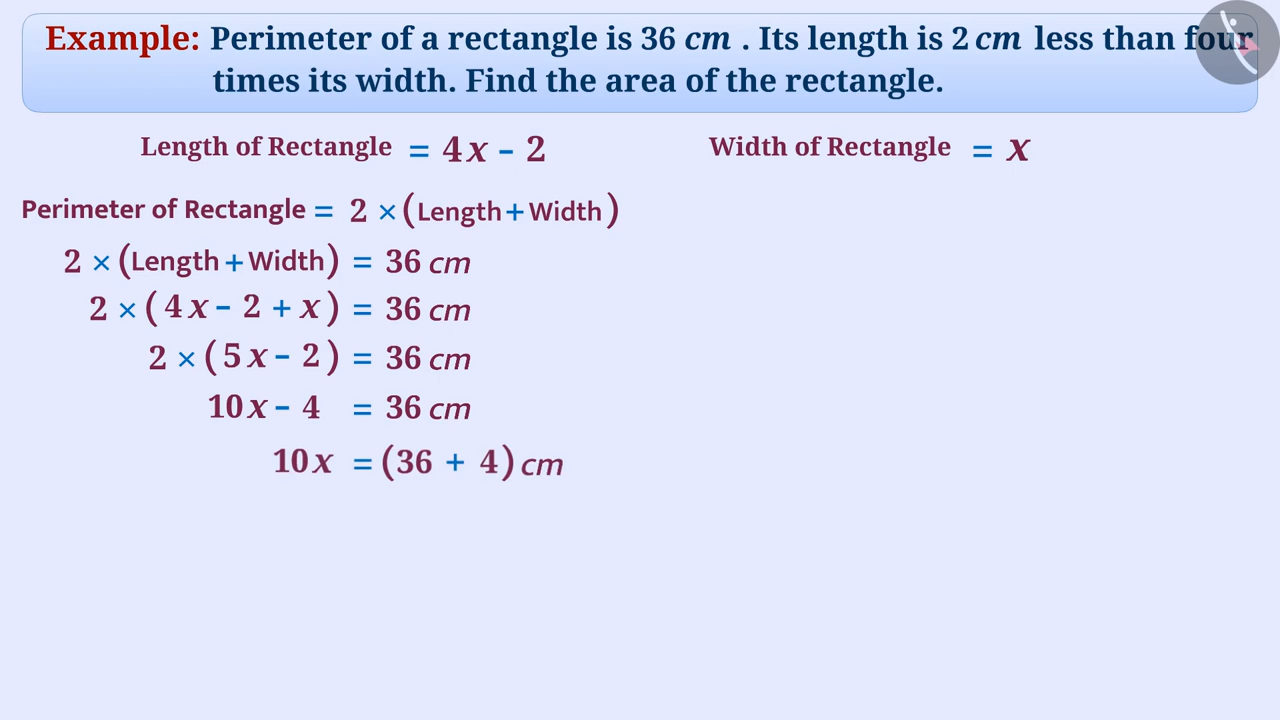 Example: Perimeter of a rectangle is 36 cm . Its length is 2 cm less than four
times its width. Find the area of the rectangle.
Length of Rectangle = 4x - 2 Width of Rectangle = x
Perimeter of Rectangle = 2 × (Length + Width)
2 × (Length + Width) = 36 cm
2 × (4x - 2 + x) = 36 cm
2 × (5x - 2) = 36 cm
10x - 4 = 36 cm
10x = (36 + 4) cm